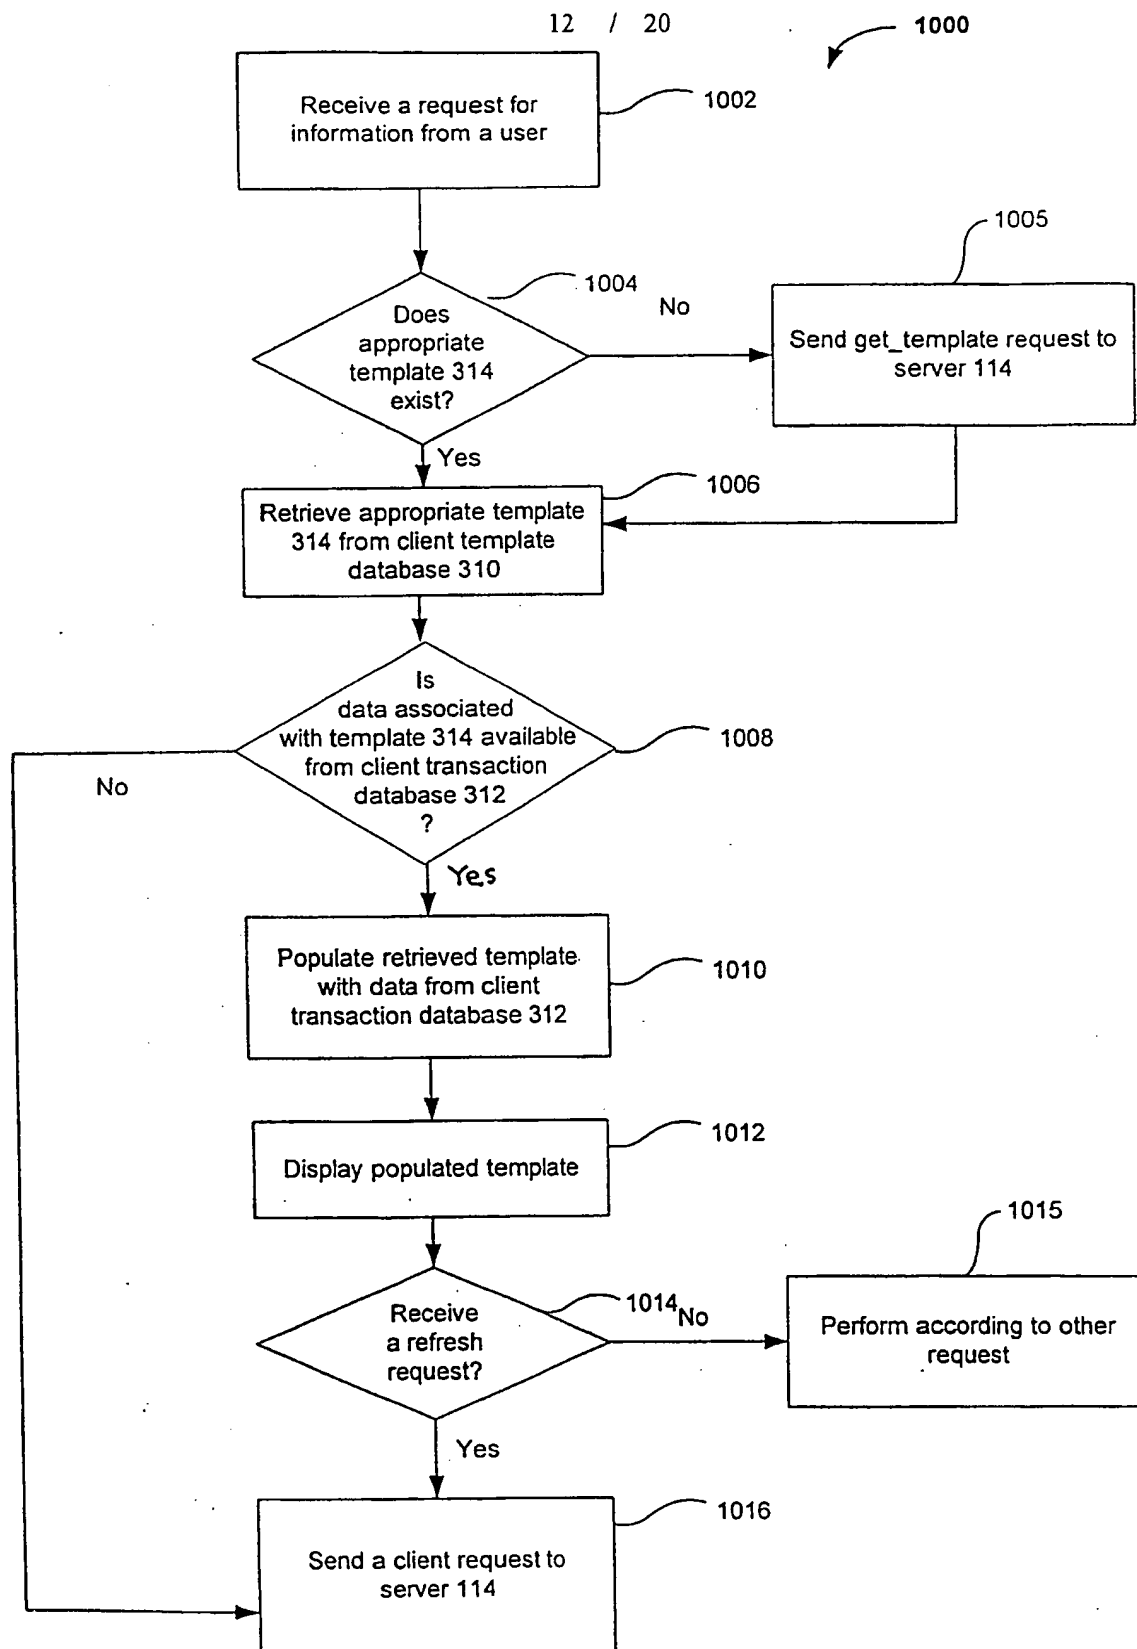 12 / 20
1000
Receive a request for
information from a user
1002
1005
Does
appropriate
template 314
exist?
1004
No
Send get_template request to
server 114
Yes
1006
Retrieve appropriate template
314 from client template
database 310
Is
data associated
with template 314 available
from client transaction
database 312
?
1008
No
Yes
Populate retrieved template
with data from client
transaction database 312
1010
Display populated template
1012
1015
Receive
a refresh
request?
1014
No
Perform according to other
request
Yes
Send a client request to
server 114
1016